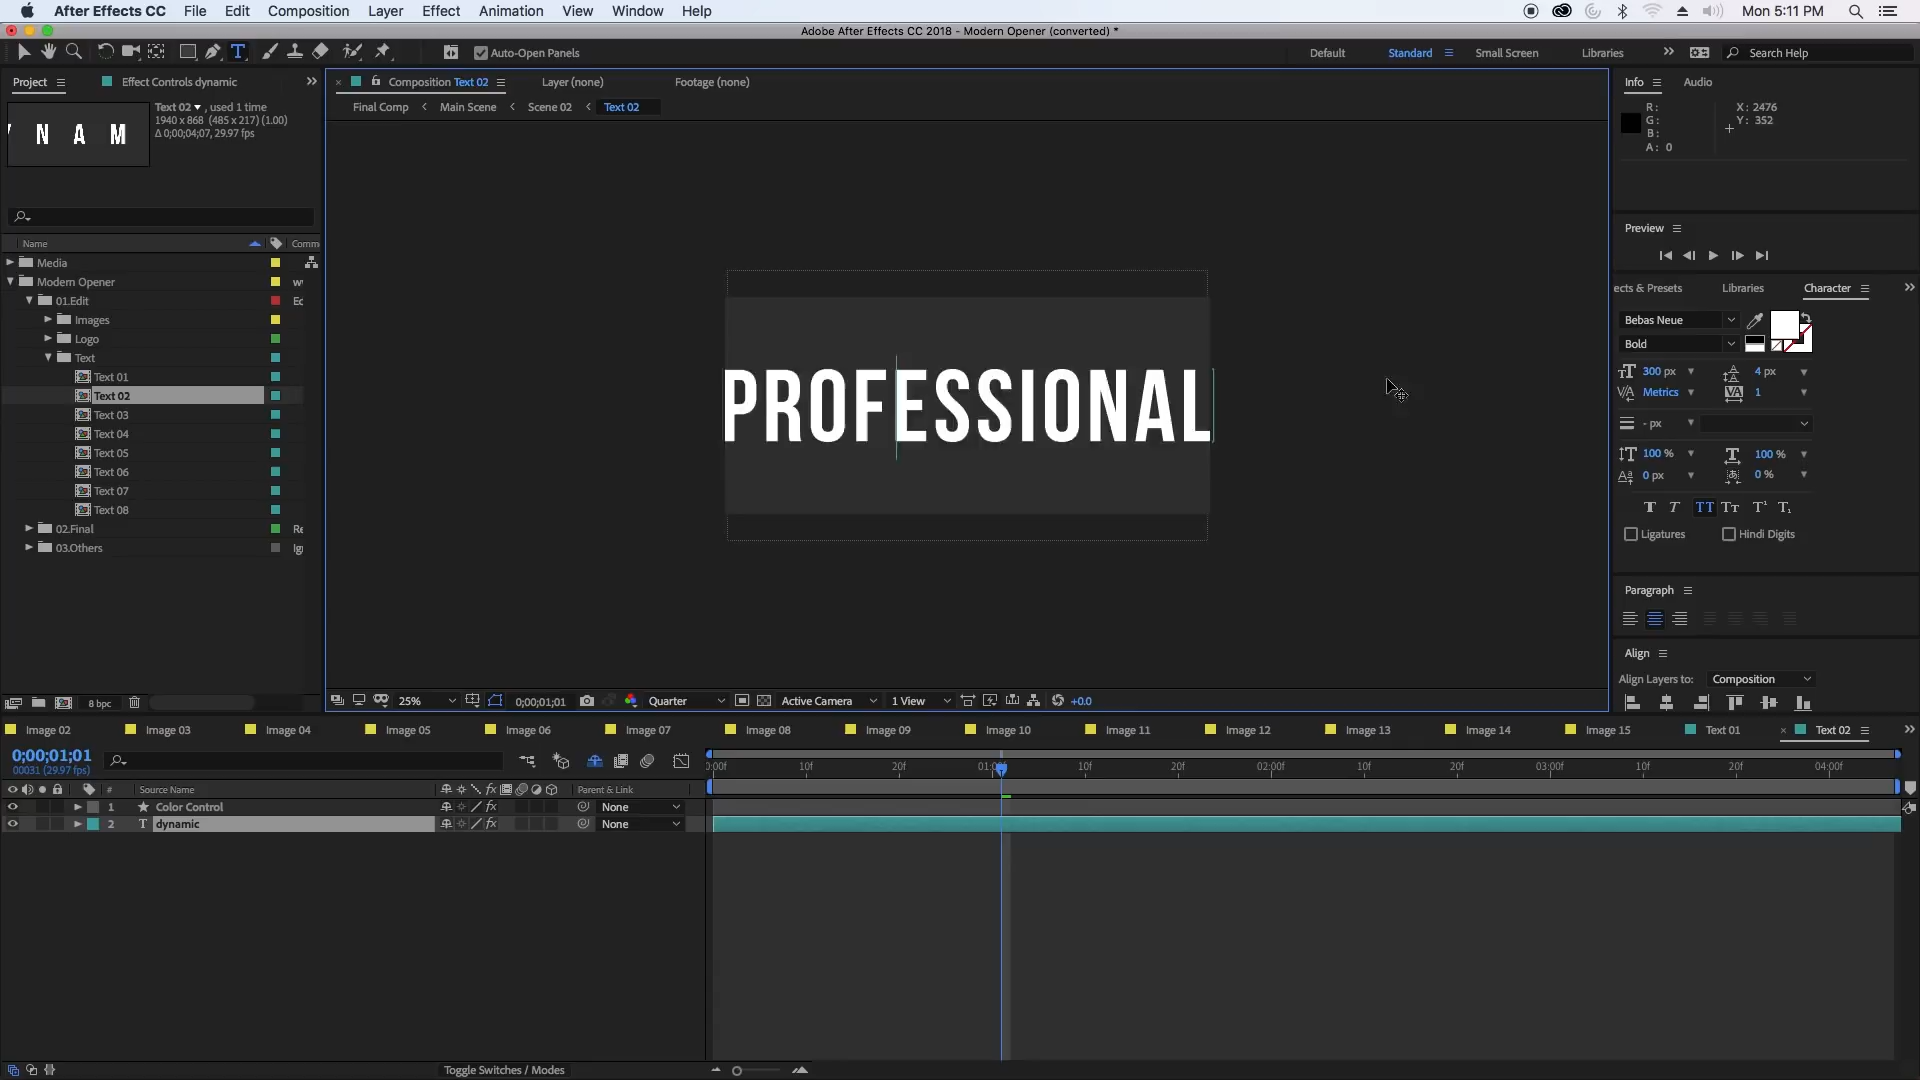 After Effects CC File Edit Composition Layer Effect Animation View Window Help Mon 5:11 PM
Adobe After Effects CC 2018 - Modern Opener (converted) *
Auto-Open Panels Default Standard Small Screen Libraries Search Help
Project Effect Controls dynamic
Text 02 , used 1 time
1940 x 868 (485 x 217) (1.00)
Δ 0;00;04;07, 29.97 fps
Y N A M
Name Comm
Media
Modern Opener
01.Edit
Images
Logo
Text
Text 01
Text 02
Text 03
Text 04
Text 05
Text 06
Text 07
Text 08
02.Final Re
03.Others
8 bpc
Composition Text 02 Layer (none) Footage (none)
Final Comp Main Scene Scene 02 Text 02
PROFESSIONAL
25% 0;00;01;01 Quarter Active Camera 1 View +0.0
Info Audio
R: X: 2476
G: Y: 352
B:
A: 0
Preview
ects & Presets Libraries Character
Bebas Neue
Bold
300 px 4 px
Metrics 1
- px
100 % 100 %
0 px 0 %
T T TT Tt T¹ T₁
Ligatures Hindi Digits
Paragraph
Align
Align Layers to: Composition
Image 02 Image 03 Image 04 Image 05 Image 06 Image 07 Image 08 Image 09 Image 10 Image 11 Image 12 Image 13 Image 14 Image 15 Text 01 Text 02
0;00;01;01
00031 (29.97 fps)
:00f 10f 20f 01:00f 10f 20f 02:00f 10f 20f 03:00f 10f 20f 04:00f
# Source Name Parent & Link
1 Color Control None
2 T dynamic None
Toggle Switches / Modes